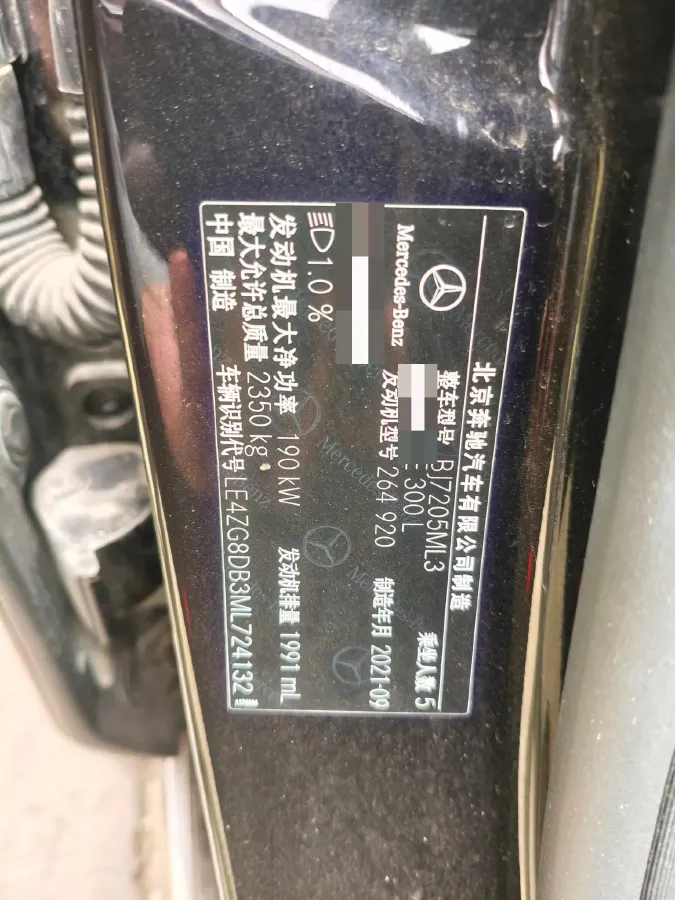 北京奔驰汽车有限公司制造
Mercedes-Benz
整车型号 BJ7205ML3 乘坐人数 5
: 300 L
发动机型号 264 920 制造年月 2021-09
1.0 %
发动机最大净功率 190 kW 发动机排量 1991 mL
最大允许总质量 2350 kg
中国 制造 车辆识别代号 LE4ZG8DB3ML724132